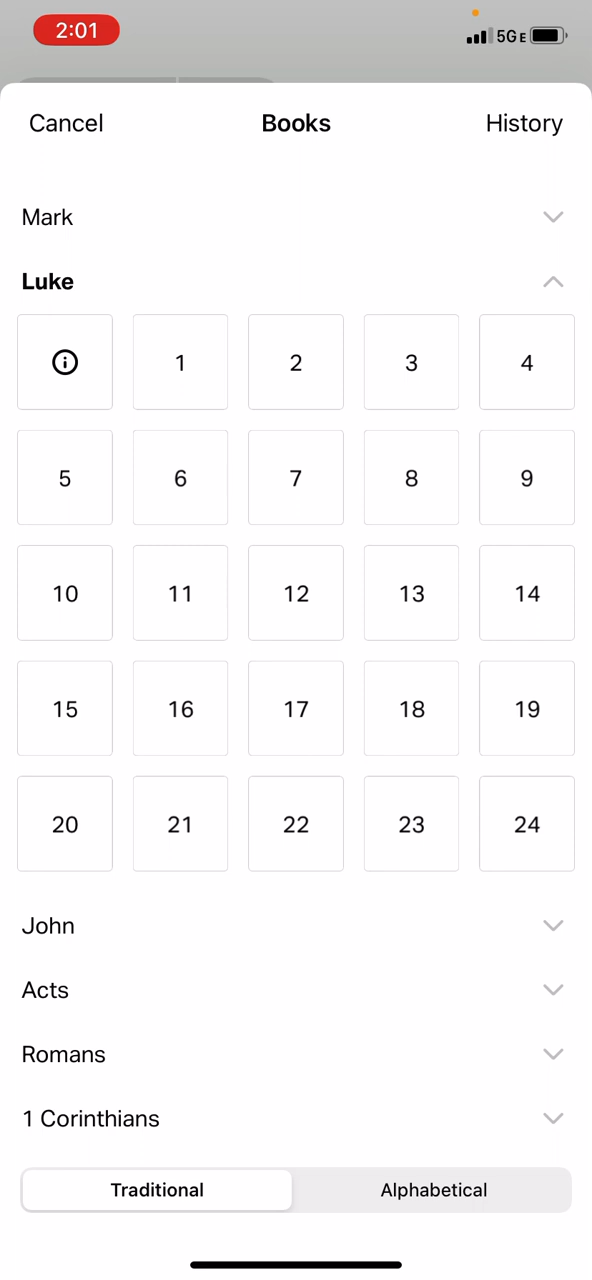 2:01 5GE
Cancel Books History
Mark
Luke
1 2 3 4
5 6 7 8 9
10 11 12 13 14
15 16 17 18 19
20 21 22 23 24
John
Acts
Romans
1 Corinthians
Traditional Alphabetical